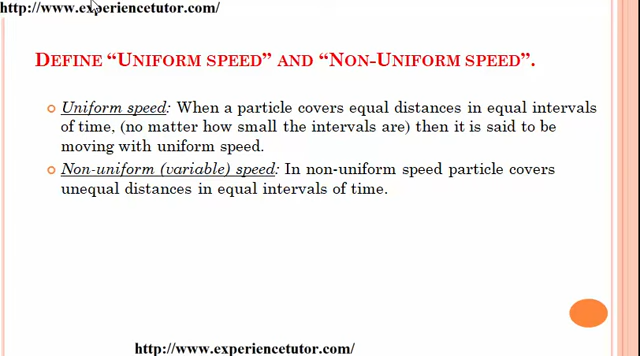 http://www.experiencetutor.com/
DEFINE “UNIFORM SPEED” AND “NON-UNIFORM SPEED”.
Uniform speed: When a particle covers equal distances in equal intervals
of time, (no matter how small the intervals are) then it is said to be
moving with uniform speed.
Non-uniform (variable) speed: In non-uniform speed particle covers
unequal distances in equal intervals of time.
http://www.experiencetutor.com/